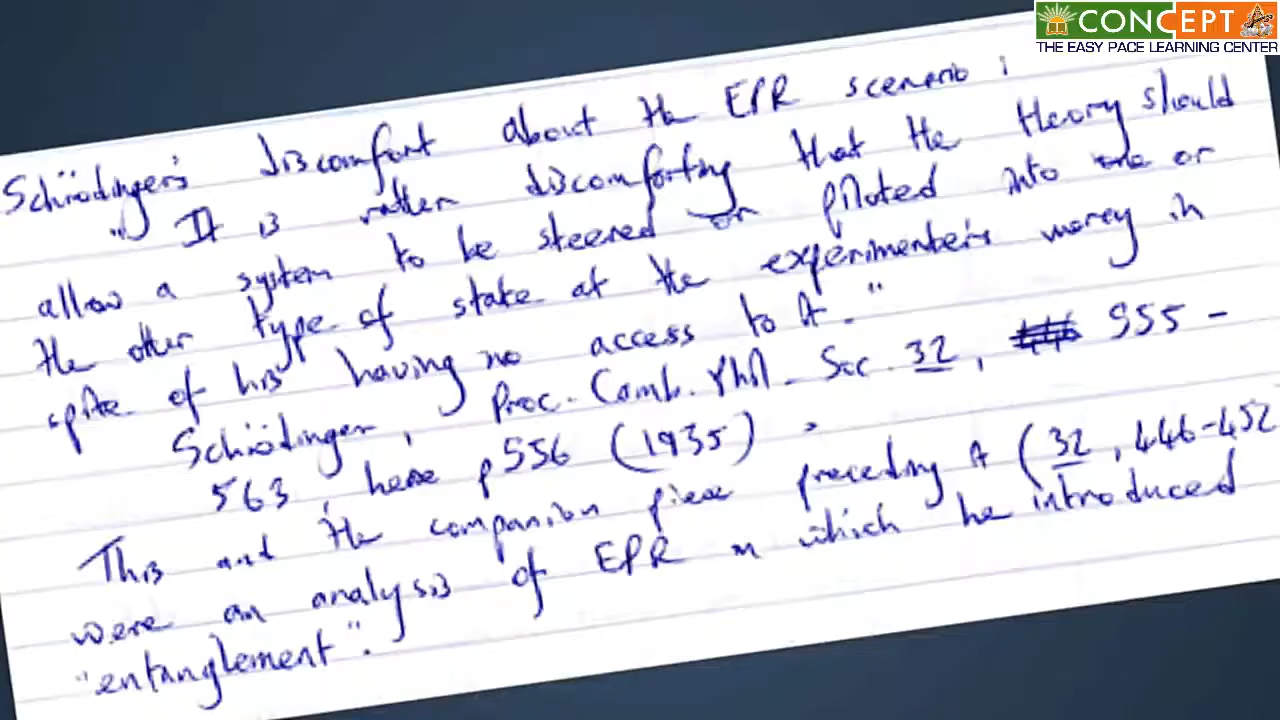 CONCEPT
THE EASY PACE LEARNING CENTER
Schrödinger's discomfort about the EPR scenario :
"It is rather discomforting that the theory should
allow a system to be steered or piloted into one or
the other type of state at the experimenter's mercy in
spite of his having no access to it."
Schrödinger, Proc. Camb. Phil. Soc. 32, 555-
563, here p556 (1935).
This and the companion piece preceding it (32, 446-452
were an analysis of EPR in which he introduced
"entanglement".